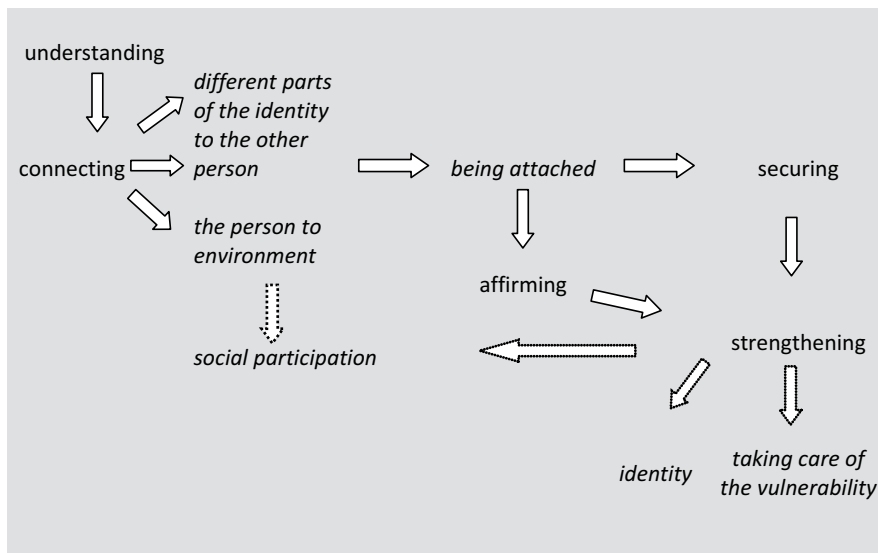 understanding
different parts
of the identity
to the other
person
connecting
being attached
securing
the person to
environment
affirming
strengthening
social participation
identity
taking care of
the vulnerability